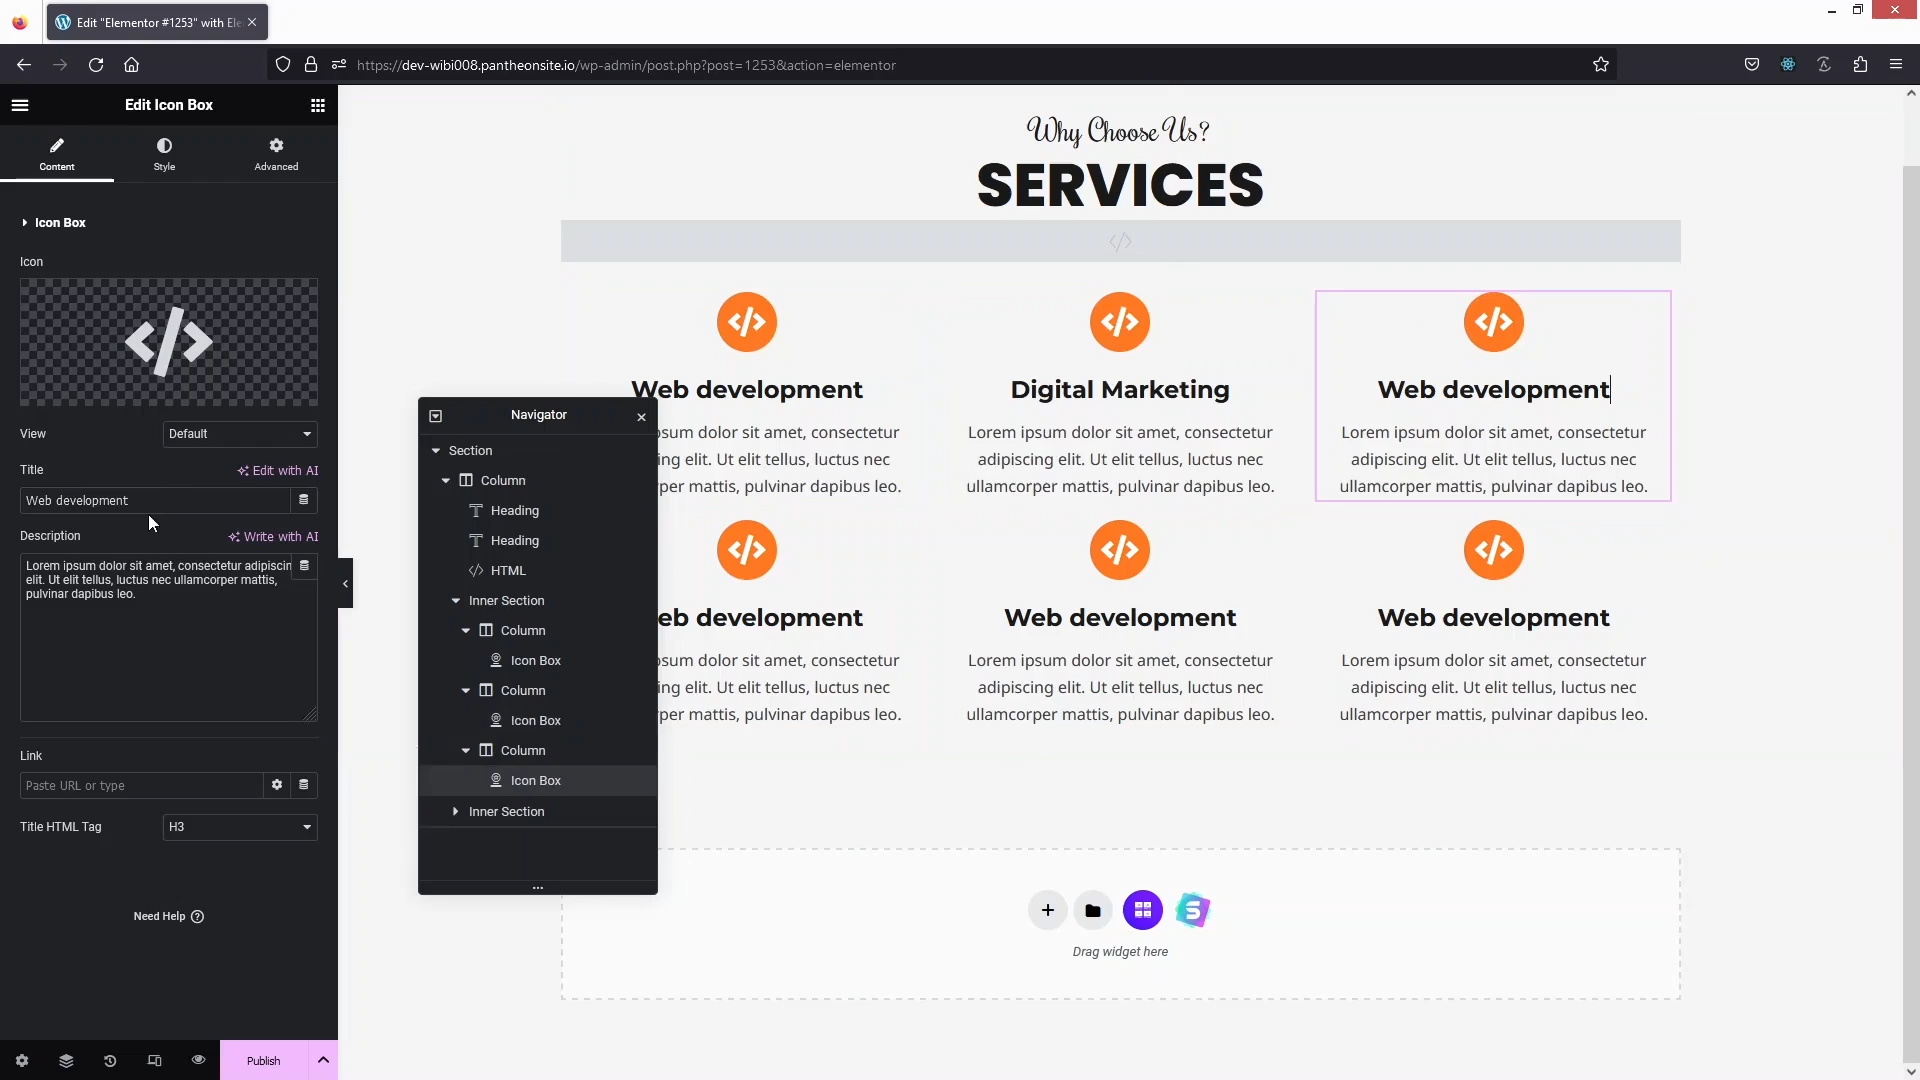 Edit "Elementor #1253" with Ele
https://dev-wibi008.pantheonsite.io/wp-admin/post.php?post=1253&action=elementor
Edit Icon Box
Content
Style
Advanced
Icon Box
Icon
View
Default
Title
Edit with AI
Web development
Description
Write with AI
Lorem ipsum dolor sit amet, consectetur adipiscin
elit. Ut elit tellus, luctus nec ullamcorper mattis,
pulvinar dapibus leo.
Link
Paste URL or type
Title HTML Tag
H3
Need Help
Publish
Why Choose Us?
SERVICES
Web development
sum dolor sit amet, consectetur
ing elit. Ut elit tellus, luctus nec
per mattis, pulvinar dapibus leo.
Digital Marketing
Lorem ipsum dolor sit amet, consectetur
adipiscing elit. Ut elit tellus, luctus nec
ullamcorper mattis, pulvinar dapibus leo.
Web development
Lorem ipsum dolor sit amet, consectetur
adipiscing elit. Ut elit tellus, luctus nec
ullamcorper mattis, pulvinar dapibus leo.
Navigator
Section
Column
Heading
Heading
HTML
Inner Section
Column
Icon Box
Column
Icon Box
Column
Icon Box
Inner Section
eb development
sum dolor sit amet, consectetur
ing elit. Ut elit tellus, luctus nec
per mattis, pulvinar dapibus leo.
Web development
Lorem ipsum dolor sit amet, consectetur
adipiscing elit. Ut elit tellus, luctus nec
ullamcorper mattis, pulvinar dapibus leo.
Web development
Lorem ipsum dolor sit amet, consectetur
adipiscing elit. Ut elit tellus, luctus nec
ullamcorper mattis, pulvinar dapibus leo.
Drag widget here